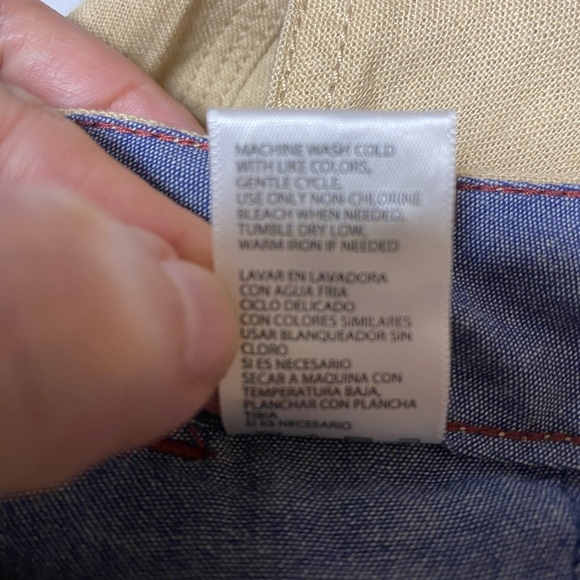 MACHINE WASH COLD
WITH LIKE COLORS,
GENTLE CYCLE,
USE ONLY NON-CHLORINE
BLEACH WHEN NEEDED,
TUMBLE DRY LOW,
WARM IRON IF NEEDED
LAVAR EN LAVADORA
CON AGUA FRIA
CICLO DELICADO
CON COLORES SIMILARES
USAR BLANQUEADOR SIN
CLORO
SI ES NECESARIO
SECAR A MAQUINA CON
TEMPERATURA BAJA,
PLANCHAR CON PLANCHA
TIBIA
SI ES NECESARIO